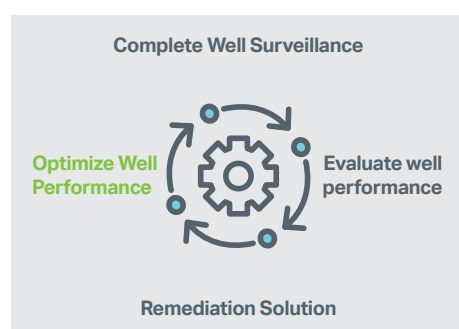 Complete Well Surveillance
Optimize Well
Performance
Evaluate well
performance
Remediation Solution